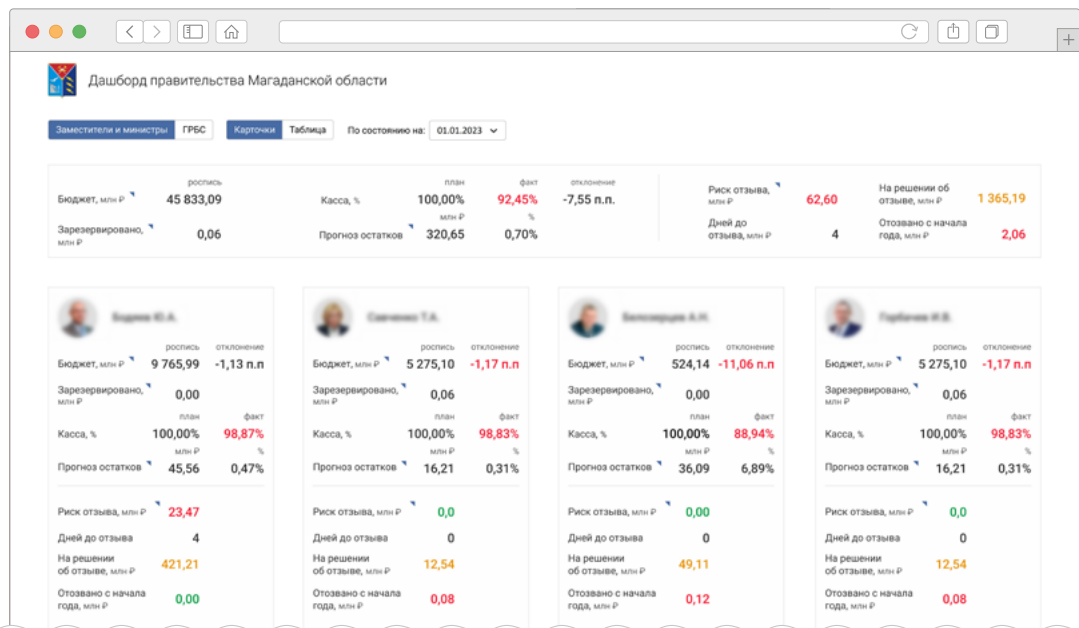 Дашборд правительства Магаданской области
Заместители и министры ГРБС Карточки Таблица По состоянию на: 01.01.2023
роспись план факт отклонение
Бюджет, млн ₽ 45 833,09 Касса, % 100,00% 92,45% -7,55 п.п. Риск отзыва, млн ₽ 62,60 На решении об отзыве, млн ₽ 1 365,19
млн ₽ %
Зарезервировано, млн ₽ 0,06 Прогноз остатков 320,65 0,70% Дней до отзыва, млн ₽ 4 Отозвано с начала года, млн ₽ 2,06
роспись отклонение
Бюджет, млн ₽ 9 765,99 -1,13 п.п
Зарезервировано, млн ₽ 0,00
план факт
Касса, % 100,00% 98,87%
млн ₽ %
Прогноз остатков 45,56 0,47%
Риск отзыва, млн ₽ 23,47
Дней до отзыва 4
На решении
об отзыве, млн ₽ 421,21
Отозвано с начала
года, млн ₽ 0,00
роспись отклонение
Бюджет, млн ₽ 5 275,10 -1,17 п.п
Зарезервировано, млн ₽ 0,06
план факт
Касса, % 100,00% 98,83%
млн ₽ %
Прогноз остатков 16,21 0,31%
Риск отзыва, млн ₽ 0,0
Дней до отзыва 0
На решении
об отзыве, млн ₽ 12,54
Отозвано с начала
года, млн ₽ 0,08
роспись отклонение
Бюджет, млн ₽ 524,14 -11,06 п.п
Зарезервировано, млн ₽ 0,00
план факт
Касса, % 100,00% 88,94%
млн ₽ %
Прогноз остатков 36,09 6,89%
Риск отзыва, млн ₽ 0,00
Дней до отзыва 0
На решении
об отзыве, млн ₽ 49,11
Отозвано с начала
года, млн ₽ 0,12
роспись отклонение
Бюджет, млн ₽ 5 275,10 -1,17 п.п
Зарезервировано, млн ₽ 0,06
план факт
Касса, % 100,00% 98,83%
млн ₽ %
Прогноз остатков 16,21 0,31%
Риск отзыва, млн ₽ 0,0
Дней до отзыва 0
На решении
об отзыве, млн ₽ 12,54
Отозвано с начала
года, млн ₽ 0,08